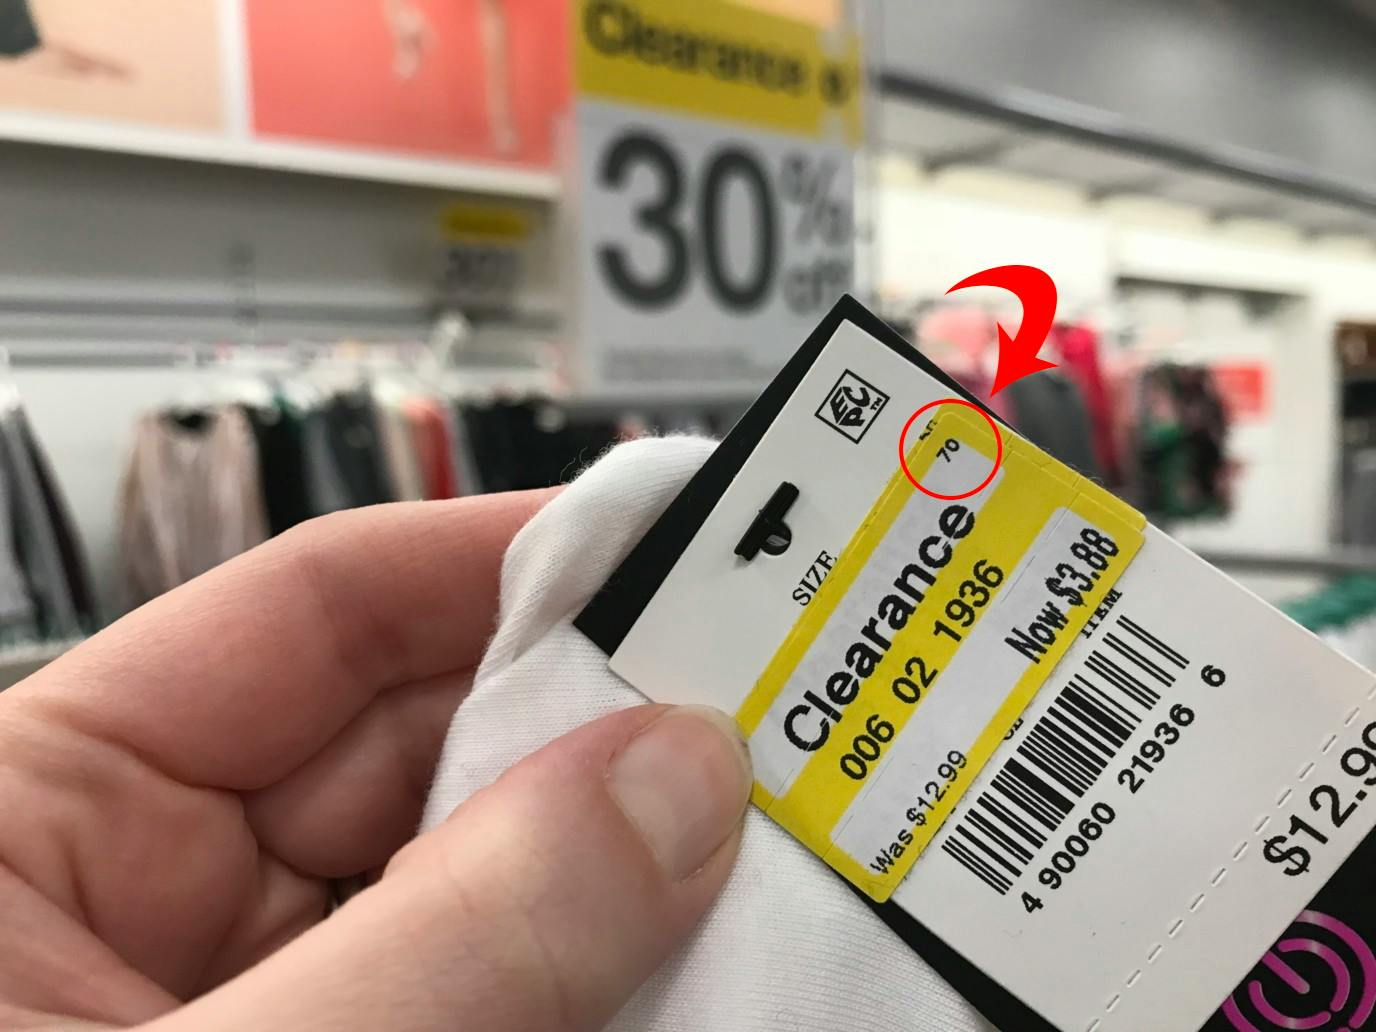 Clearance
30%
off
EPC™
SIZE
70
Clearance
006 02 1936
Now $3.88
Was $12.99
ITEM
4 90060 21936 6
$12.9